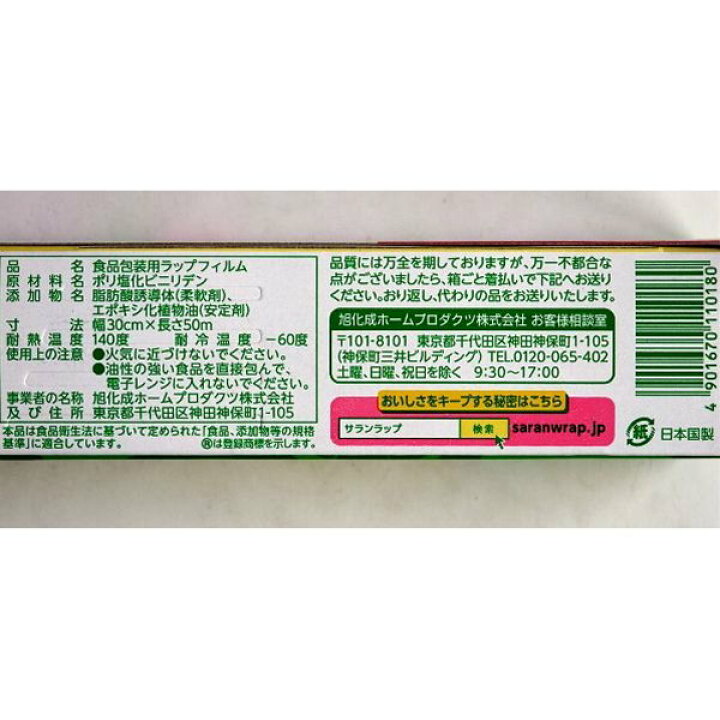 品名 食品包装用ラップフィルム
原材料名 ポリ塩化ビニリデン
添加物名 脂肪酸誘導体(柔軟剤)、
エポキシ化植物油(安定剤)
寸法 幅30cm×長さ50m
耐熱温度 140度 耐冷温度 -60度
使用上の注意 ●火気に近づけないでください。
●油性の強い食品を直接包んで、
電子レンジに入れないでください。
事業者の名称 旭化成ホームプロダクツ株式会社
及び住所 東京都千代田区神田神保町1-105
本品は食品衛生法に基づいて定められた「食品、添加物等の規格
基準」に適合しています。 ®は登録商標を示します。
品質には万全を期しておりますが、万一不都合な
点がございましたら、箱ごと着払いで下記へお送り
ください。おり返し、代わりの品をお送りいたします。
旭化成ホームプロダクツ株式会社 お客様相談室
〒101-8101 東京都千代田区神田神保町1-105
(神保町三井ビルディング) TEL.0120-065-402
土曜、日曜、祝日を除く 9:30~17:00
おいしさをキープする秘密はこちら
サランラップ 検索 saranwrap.jp
4 901670 110180
紙 日本国製